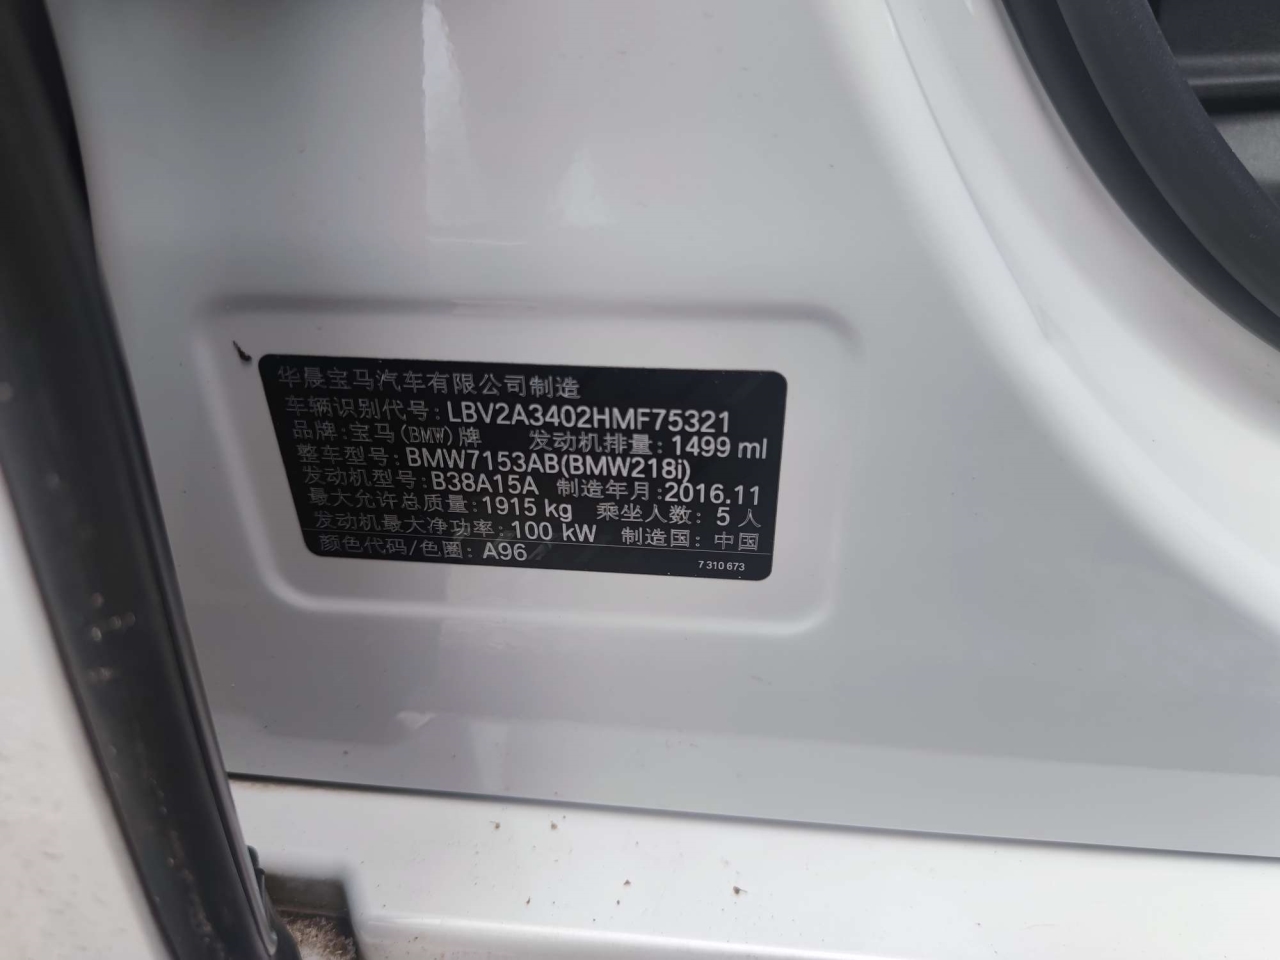 华晨宝马汽车有限公司制造
车辆识别代号: LBV2A3402HMF75321
品牌: 宝马(BMW)牌 发动机排量: 1499 ml
整车型号: BMW7153AB(BMW218i)
发动机型号: B38A15A 制造年月: 2016.11
最大允许总质量: 1915 kg 乘坐人数: 5 人
发动机最大净功率: 100 kW 制造国: 中国
颜色代码/色圈: A96 7 310 673